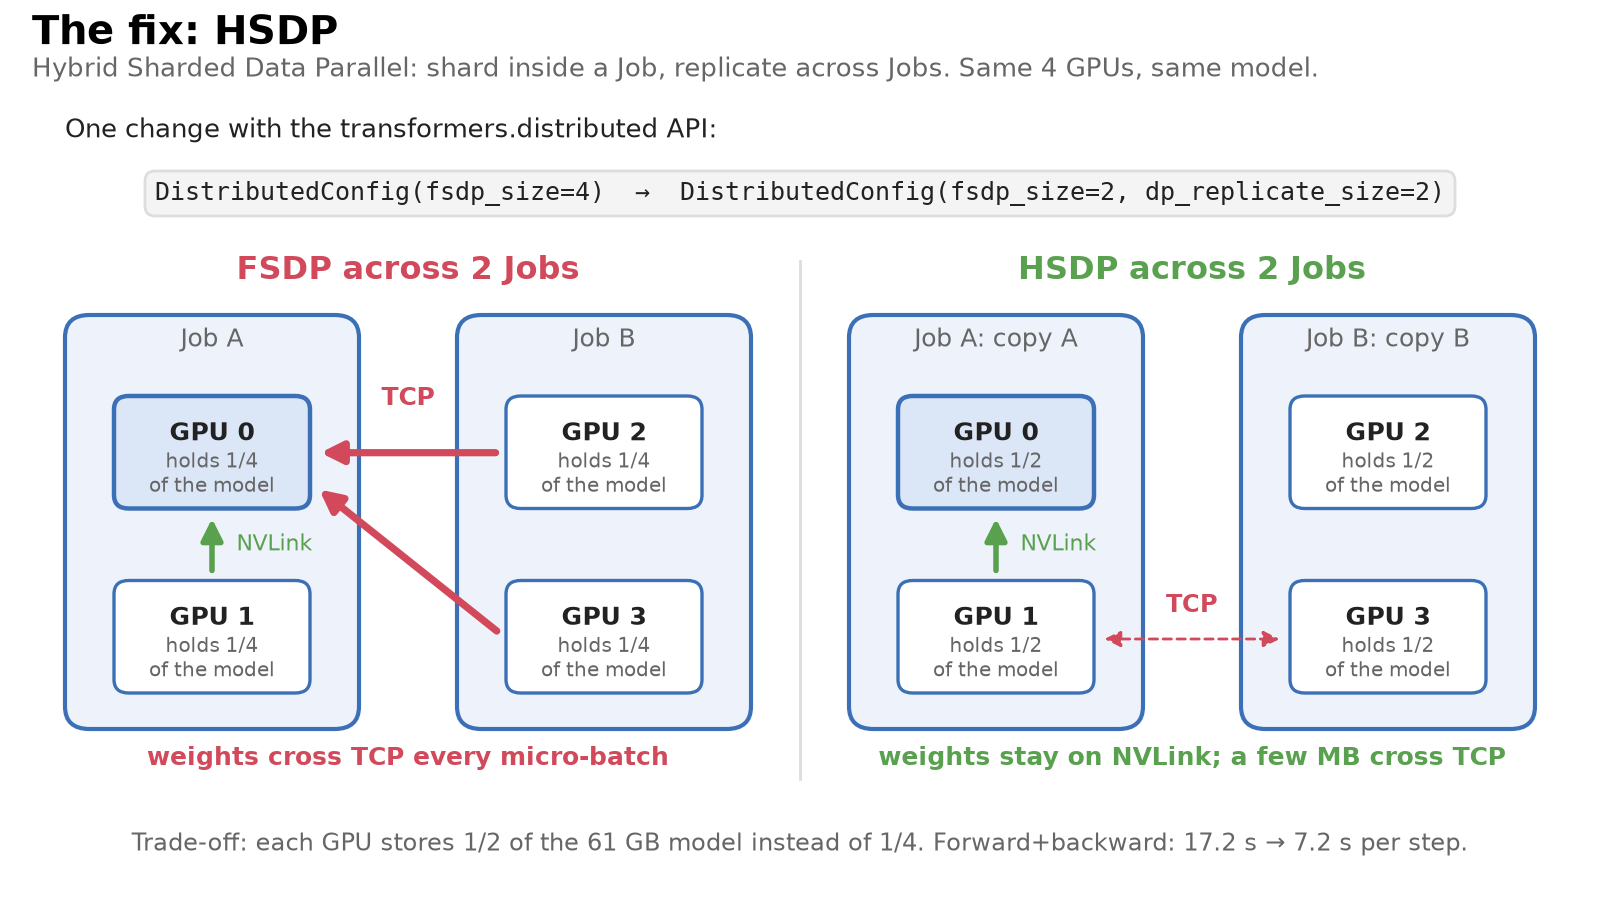 The fix: HSDP
Hybrid Sharded Data Parallel: shard inside a Job, replicate across Jobs. Same 4 GPUs, same model.
One change with the transformers.distributed API:
DistributedConfig(fsdp_size=4) → DistributedConfig(fsdp_size=2, dp_replicate_size=2)
FSDP across 2 Jobs
Job A
Job B
TCP
GPU 0
holds 1/4
of the model
GPU 2
holds 1/4
of the model
NVLink
GPU 1
holds 1/4
of the model
GPU 3
holds 1/4
of the model
weights cross TCP every micro-batch
HSDP across 2 Jobs
Job A: copy A
Job B: copy B
GPU 0
holds 1/2
of the model
GPU 2
holds 1/2
of the model
NVLink
TCP
GPU 1
holds 1/2
of the model
GPU 3
holds 1/2
of the model
weights stay on NVLink; a few MB cross TCP
Trade-off: each GPU stores 1/2 of the 61 GB model instead of 1/4. Forward+backward: 17.2 s → 7.2 s per step.